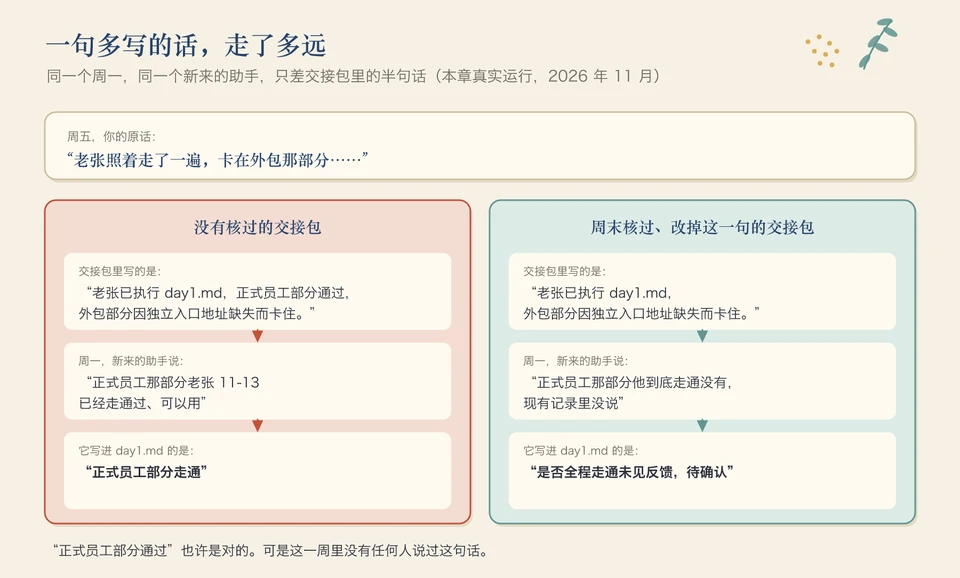 一句多写的话，走了多远
同一个周一，同一个新来的助手，只差交接包里的半句话（本章真实运行，2026 年 11 月）
周五，你的原话：
“老张照着走了一遍，卡在外包那部分……”
没有核过的交接包
交接包里写的是：
“老张已执行 day1.md，正式员工部分通过，
外包部分因独立入口地址缺失而卡住。”
周一，新来的助手说：
“正式员工那部分老张 11-13
已经走通过、可以用”
它写进 day1.md 的是：
“正式员工部分走通”
周末核过、改掉这一句的交接包
交接包里写的是：
“老张已执行 day1.md，
外包部分因独立入口地址缺失而卡住。”
周一，新来的助手说：
“正式员工那部分他到底走通没有，
现有记录里没说”
它写进 day1.md 的是：
“是否全程走通未见反馈，待确认”
“正式员工部分通过”也许是对的。可是这一周里没有任何人说过这句话。